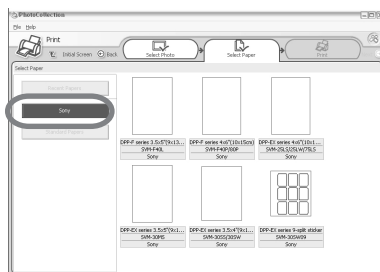 PhotoCollection
File Help
Print
Initial Screen Back
Select Photo
Select Paper
Print
Select Paper
Recent Papers
Sony
Standard Papers
DPP-F series 3.5x5"(9x13... DPP-F series 4x6"(10x15cm) DPP-EX series 4x6"(10x1...
SVM-F40L SVM-F40P/80P SVM-25LS/25LW/75LS
Sony Sony Sony
DPP-EX series 3.5x5"(9x1... DPP-EX series 3.5x4"(9x1... DPP-EX series 9-split sticker
SVM-30MS SVM-30SS/30SW SVM-30SW09
Sony Sony Sony